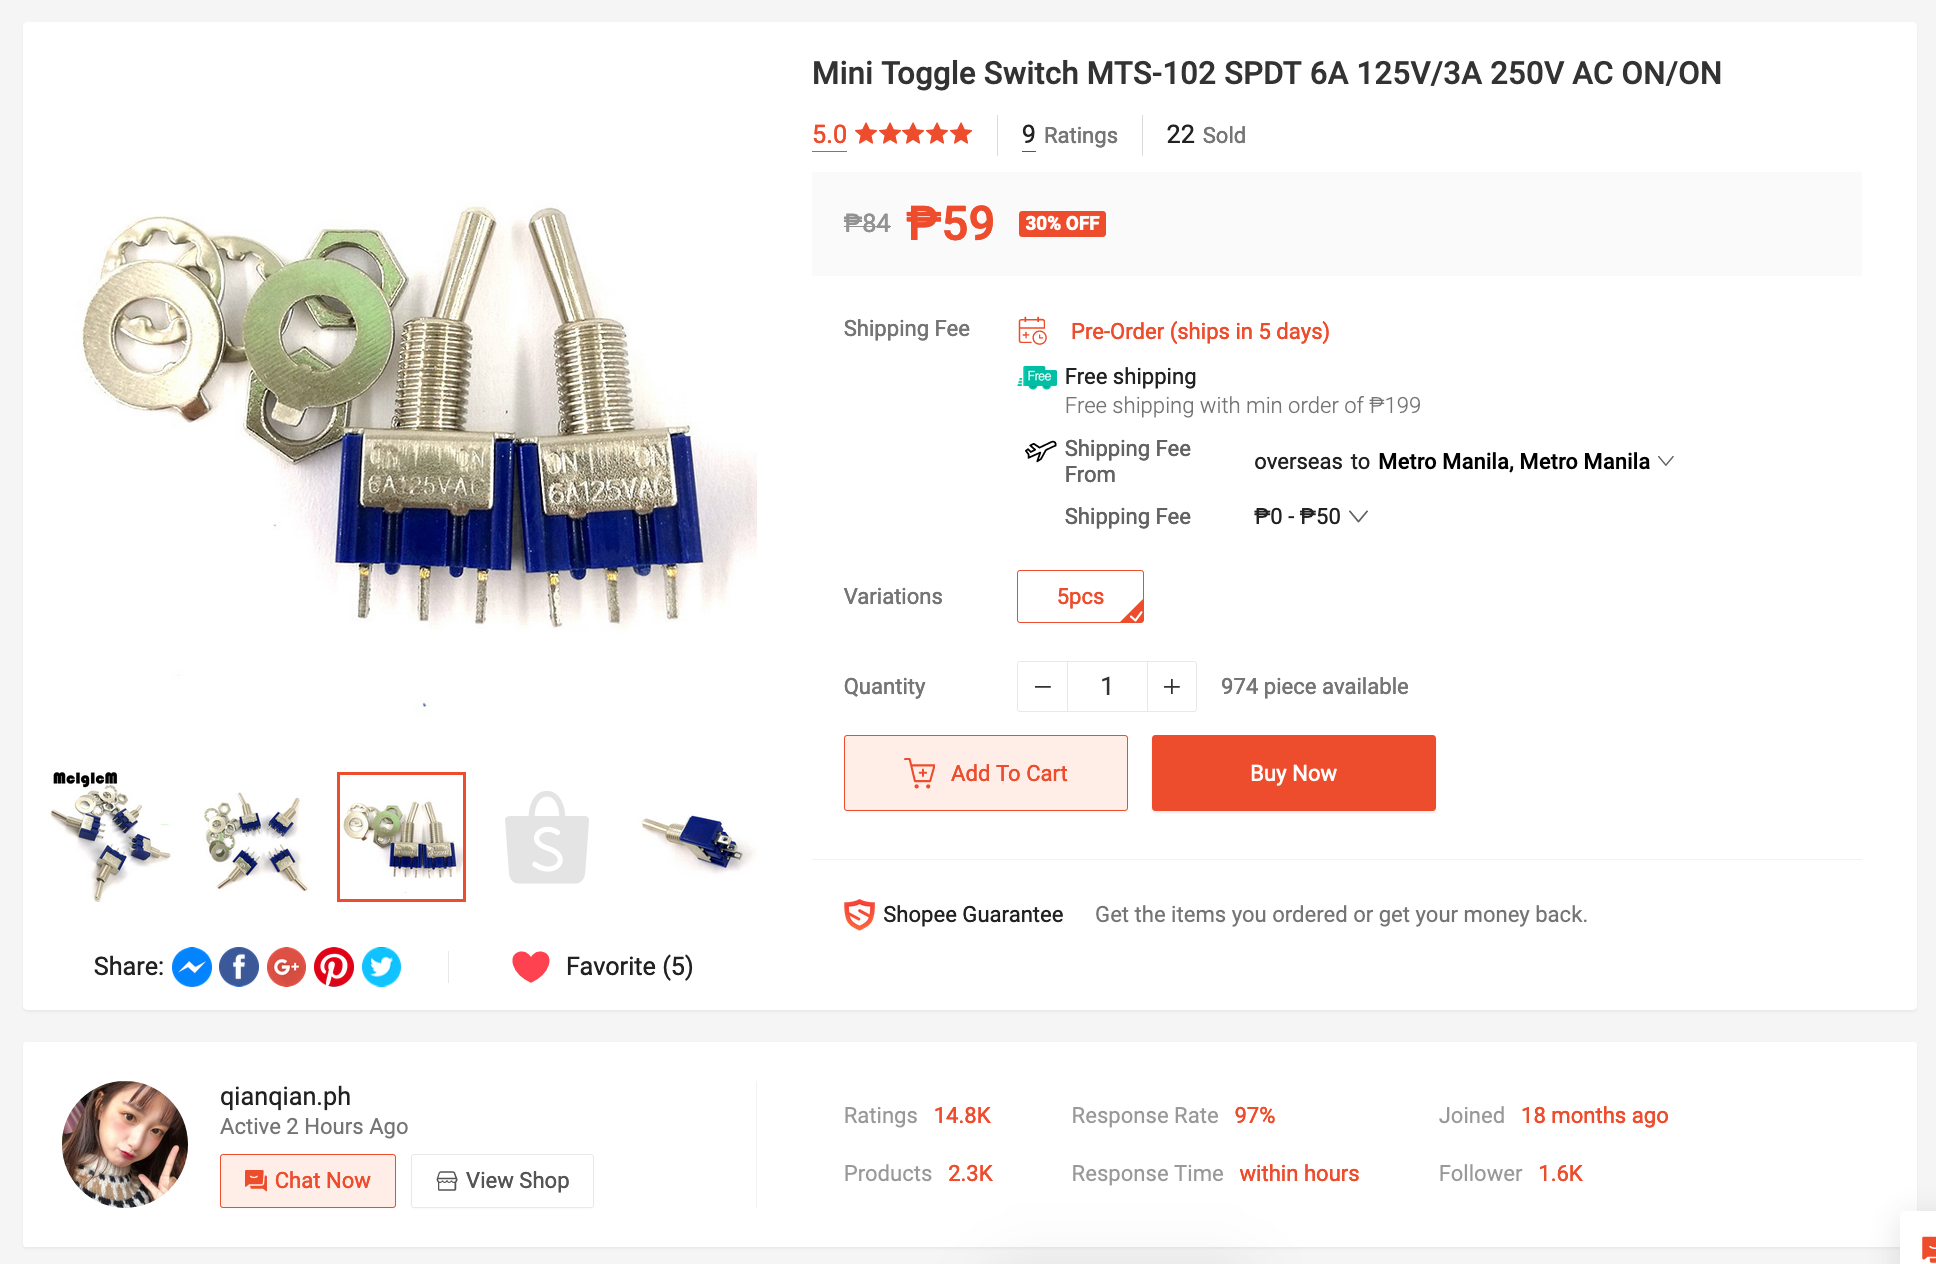 Mini Toggle Switch MTS-102 SPDT 6A 125V/3A 250V AC ON/ON
5.0
9 Ratings
22 Sold
₱84 ₱59 30% OFF
ON ON
6A125VAC
ON ON
6A125VAC
Shipping Fee
Pre-Order (ships in 5 days)
Free Free shipping
Free shipping with min order of ₱199
Shipping Fee From
overseas to Metro Manila, Metro Manila
Shipping Fee ₱0 - ₱50
Variations 5pcs
Quantity 1 974 piece available
Add To Cart
Buy Now
McIgIcM
Shopee Guarantee Get the items you ordered or get your money back.
Share:
Favorite (5)
qianqian.ph
Active 2 Hours Ago
Chat Now
View Shop
Ratings 14.8K
Response Rate 97%
Joined 18 months ago
Products 2.3K
Response Time within hours
Follower 1.6K